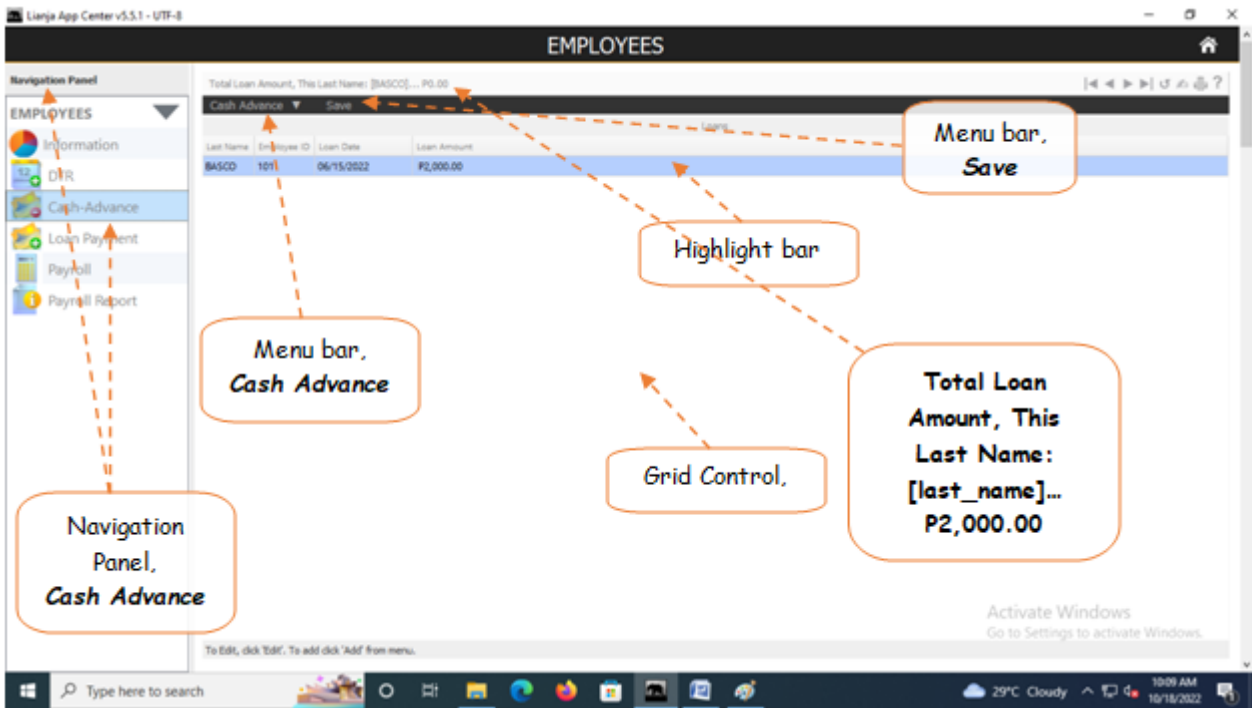 Lianja App Center v5.5.1 - UTF-8
EMPLOYEES
Navigation Panel
Total Loan Amount, This Last Name: [BASCO].... P0.00
EMPLOYEES
Cash Advance ▼ Save
Loans
Information
Last Name Employee ID Loan Date Loan Amount
BASCO 101 06/15/2022 ₱2,000.00
DTR
Cash-Advance
Loan Payment
Payroll
Payroll Report
Menu bar,
Save
Highlight bar
Menu bar,
Cash Advance
Total Loan
Amount, This
Last Name:
[last_name]...
P2,000.00
Grid Control,
Navigation
Panel,
Cash Advance
Activate Windows
Go to Settings to activate Windows.
To Edit, click 'Edit'. To add click 'Add' from menu.
Type here to search
29°C Cloudy
10:09 AM
10/18/2022